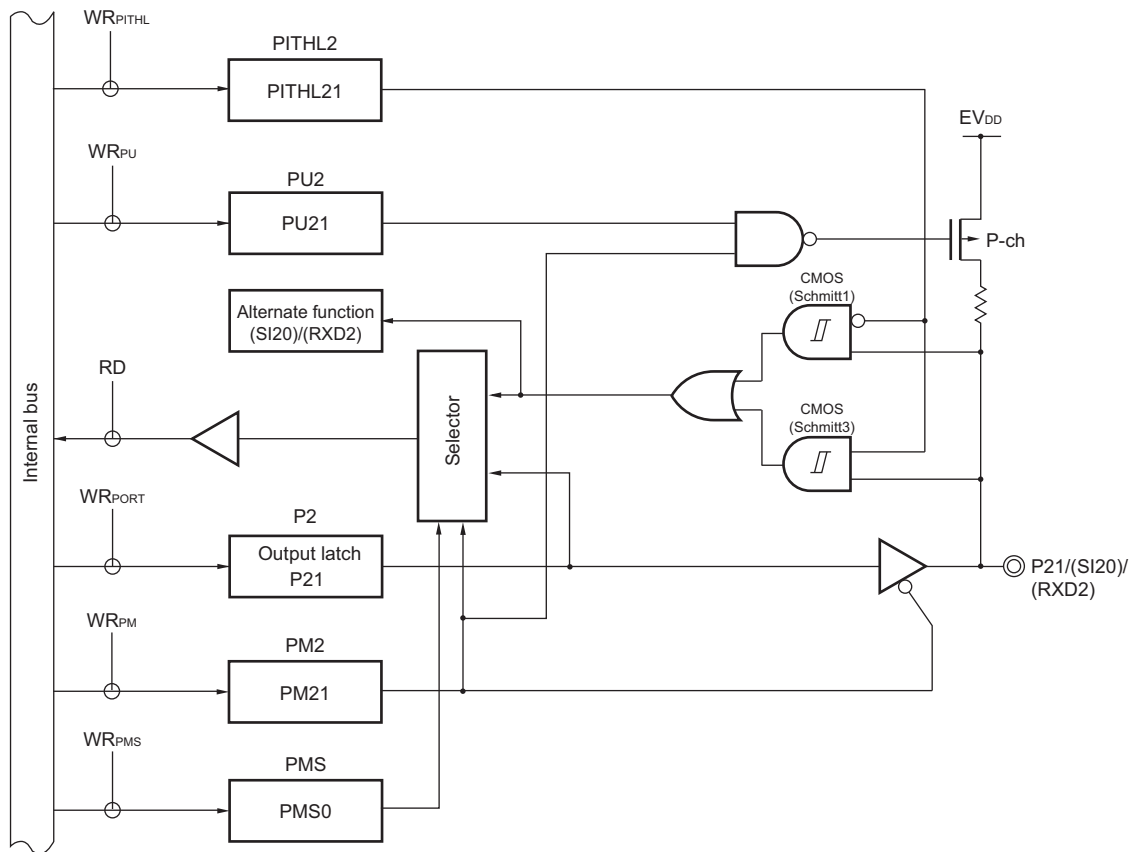 WRPITHL
PITHL2
PITHL21
EVDD
WRPU
PU2
PU21
P-ch
CMOS
(Schmitt1)
Alternate function
(SI20)/(RXD2)
RD
Internal bus
Selector
CMOS
(Schmitt3)
WRPORT
P2
Output latch
P21
P21/(SI20)/
(RXD2)
WRPM
PM2
PM21
WRPMS
PMS
PMS0